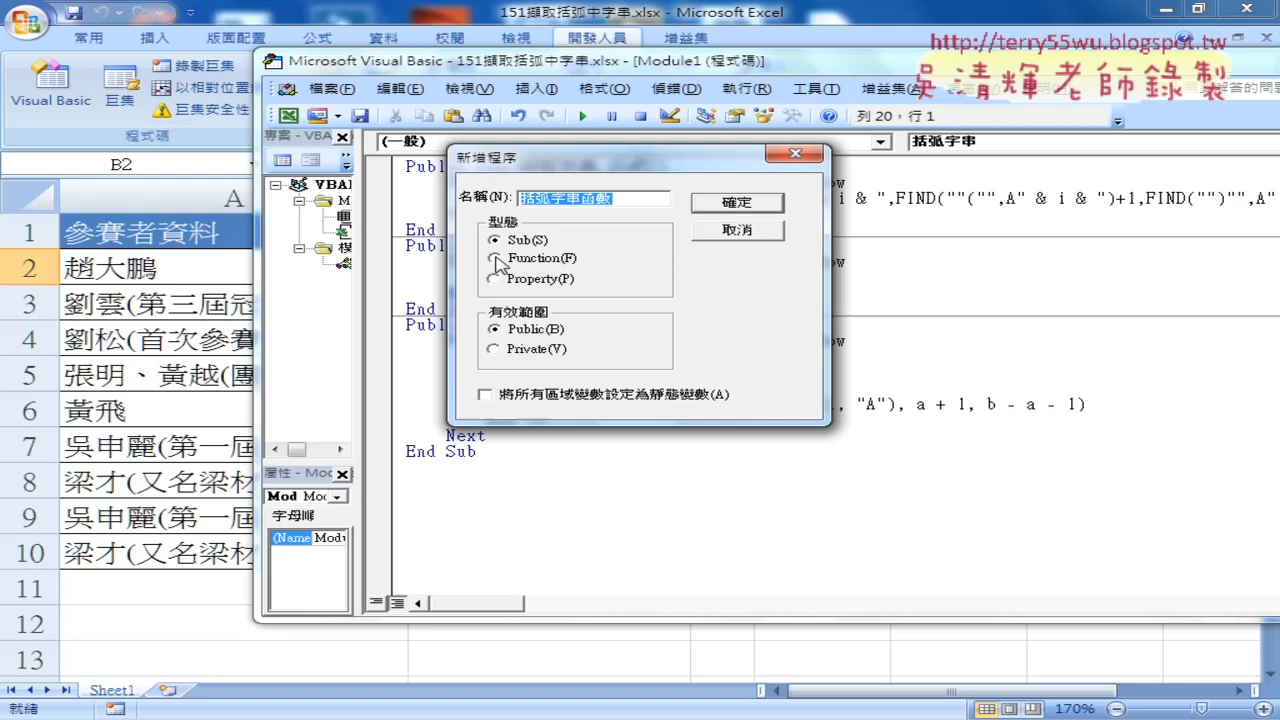 151擷取括弧中字串.xlsx - Microsoft Excel
常用 插入 版面配置 公式 資料 校閱 檢視 開發人員 增益集
http://terry55wu.blogspot.tw
吳清輝老師錄製
Visual Basic 巨集 錄製巨集
以相對位置
巨集安全性
程式碼
Microsoft Visual Basic - 151擷取括弧中字串.xlsx - [Module1 (程式碼)]
檔案(F) 編輯(E) 檢視(V) 插入(I) 格式(O) 偵錯(D) 執行(R) 工具(T) 增益集(A)
列 20，行 1
專案 - VBA
(一般) 括弧字串
B2
A
1 參賽者資料
2 趙大鵬
3 劉雲(第三屆冠
4 劉松(首次參賽
5 張明、黃越(團
6 黃飛
7 吳申麗(第一屆
8 梁才(又名梁材
9 吳申麗(第一屆
10 梁才(又名梁材
11
12
13
屬性 - Mod
字母順
(Name Modu
新增程序
名稱(N): 括弧字串函數
確定
取消
型態
Sub(S)
Function(F)
Property(P)
有效範圍
Public(B)
Private(V)
將所有區域變數設定為靜態變數(A)
Publ
ow
i & ",FIND(""("",A" & i & ")+1,FIND("")"",A"
End
Publ
ow
End
Publ
ow
, "A"), a + 1, b - a - 1)
Next
End Sub
Sheet1
就緒 170%